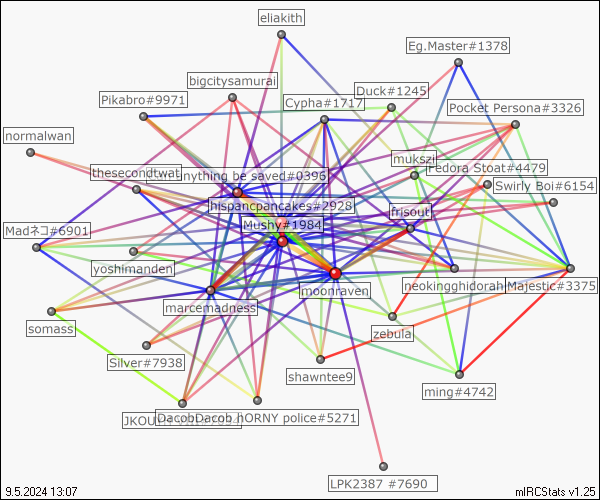 eliakith
Eg.Master#1378
bigcitysamurai
Duck#1245
Pikabro#9971
Cypha#1717
Pocket Persona#3326
normalwan
mukszi
thesecondtwat
anything be saved#0396
Fedora Stoat#4479
Swirly Boi#6154
hispancpancakes#2928
frisout
Mushy#1984
Madネコ#6901
yoshimanden
moonraven
neokingghidorah
Majestic#3375
marcemadness
somass
zebula
Silver#7938
shawntee9
ming#4742
DacobDacob
hORNY police#5271
LPK2387 #7690
9.5.2024 13:07
mIRCStats v1.25